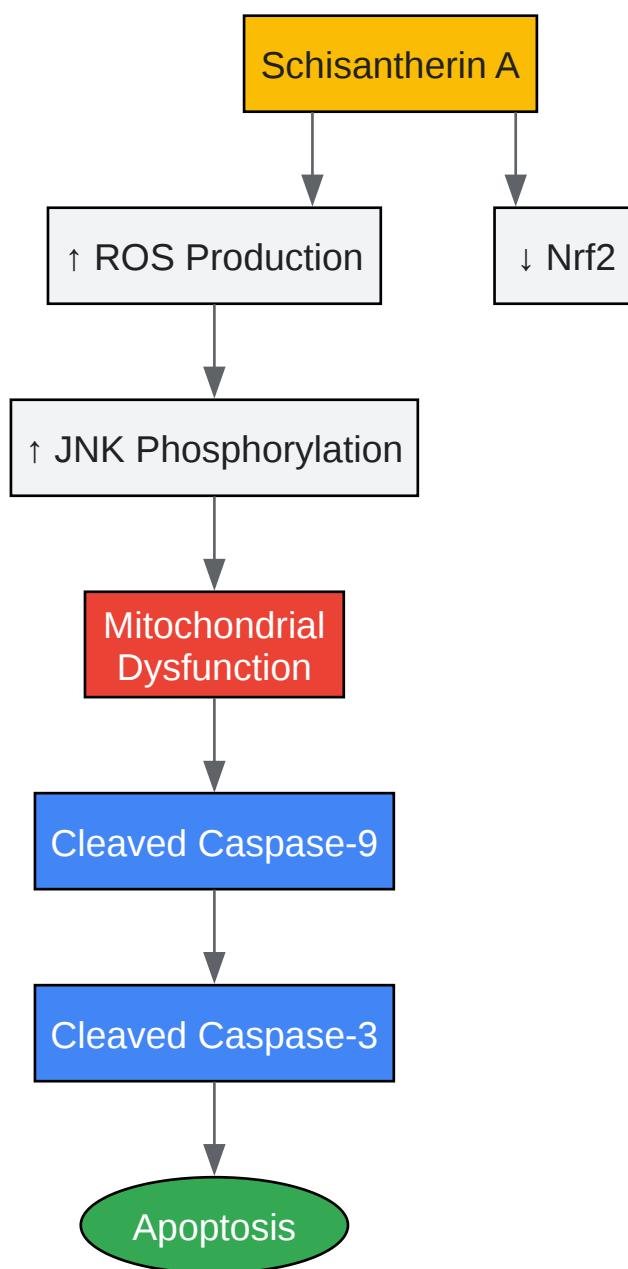 Schisantherin A
↑ ROS Production
↓ Nrf2
↑ JNK Phosphorylation
Mitochondrial
Dysfunction
Cleaved Caspase-9
Cleaved Caspase-3
Apoptosis